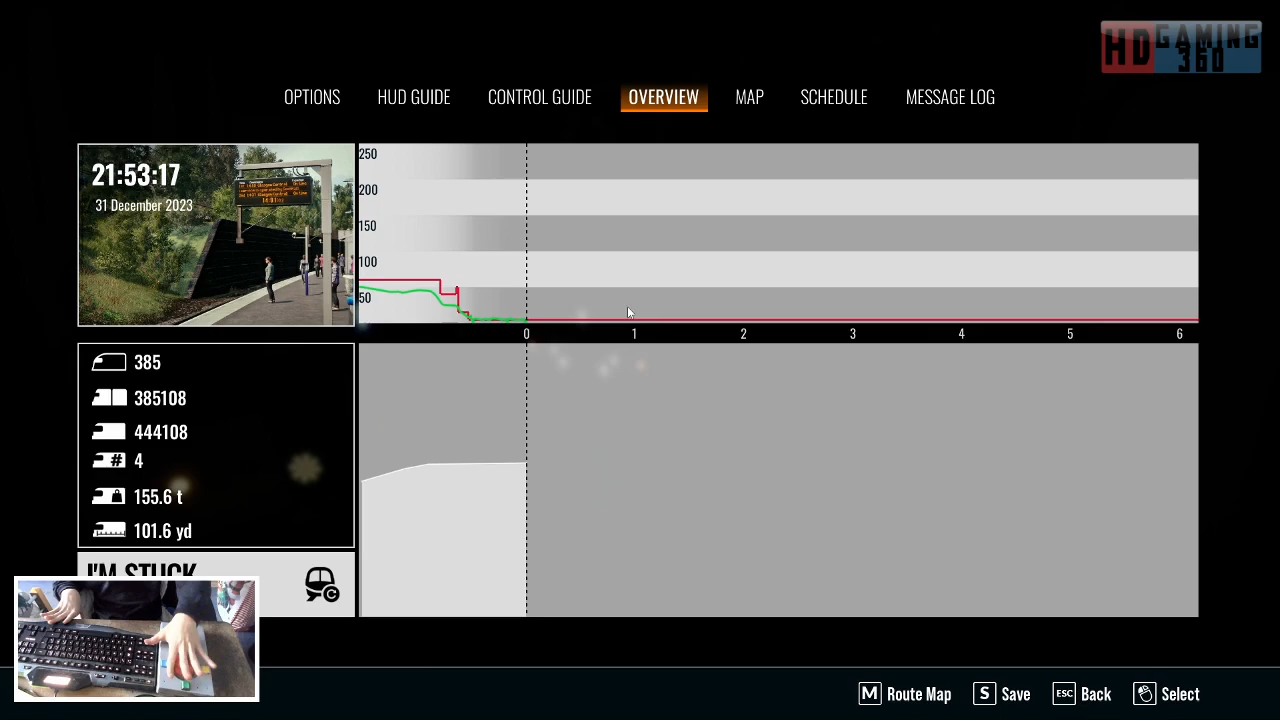 HD GAMING 360
OPTIONS HUD GUIDE CONTROL GUIDE OVERVIEW MAP SCHEDULE MESSAGE LOG
21:53:17
31 December 2023
250
200
150
100
50
0 1 2 3 4 5 6
385
385108
444108
# 4
155.6 t
101.6 yd
I'M STUCK
M Route Map S Save ESC Back Select